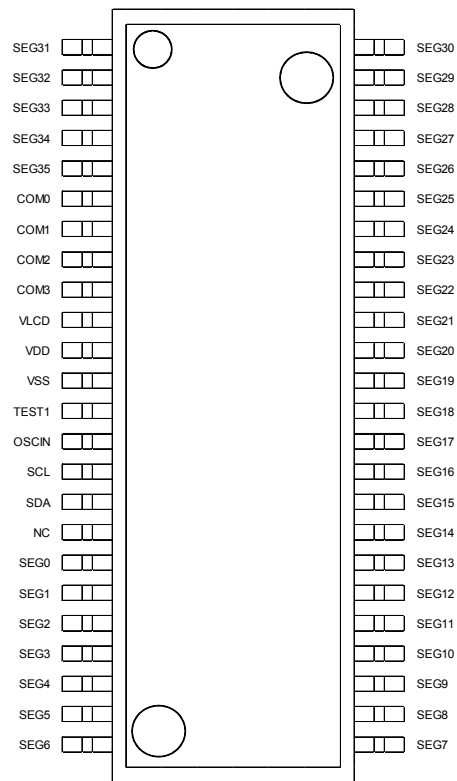 SEG31 SEG30
SEG32 SEG29
SEG33 SEG28
SEG34 SEG27
SEG35 SEG26
COM0 SEG25
COM1 SEG24
COM2 SEG23
COM3 SEG22
VLCD SEG21
VDD SEG20
VSS SEG19
TEST1 SEG18
OSCIN SEG17
SCL SEG16
SDA SEG15
NC SEG14
SEG0 SEG13
SEG1 SEG12
SEG2 SEG11
SEG3 SEG10
SEG4 SEG9
SEG5 SEG8
SEG6 SEG7